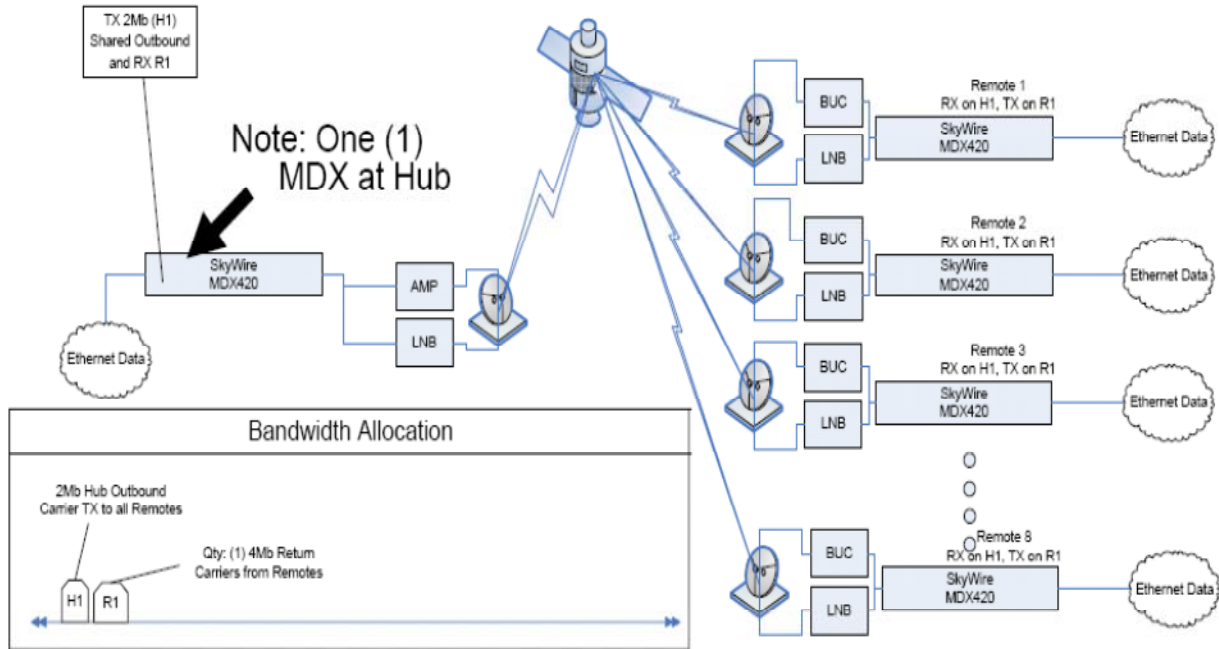 TX 2Mb (H1)
Shared Outbound
and RX R1
Note: One (1)
MDX at Hub
SkyWire
MDX420
AMP
LNB
Ethernet Data
BUC
LNB
Remote 1
RX on H1, TX on R1
SkyWire
MDX420
Ethernet Data
BUC
LNB
Remote 2
RX on H1, TX on R1
SkyWire
MDX420
Ethernet Data
BUC
LNB
Remote 3
RX on H1, TX on R1
SkyWire
MDX420
Ethernet Data
BUC
LNB
Remote 8
RX on H1, TX on R1
SkyWire
MDX420
Ethernet Data
Bandwidth Allocation
2Mb Hub Outbound
Carrier TX to all Remotes
Qty: (1) 4Mb Return
Carriers from Remotes
H1
R1